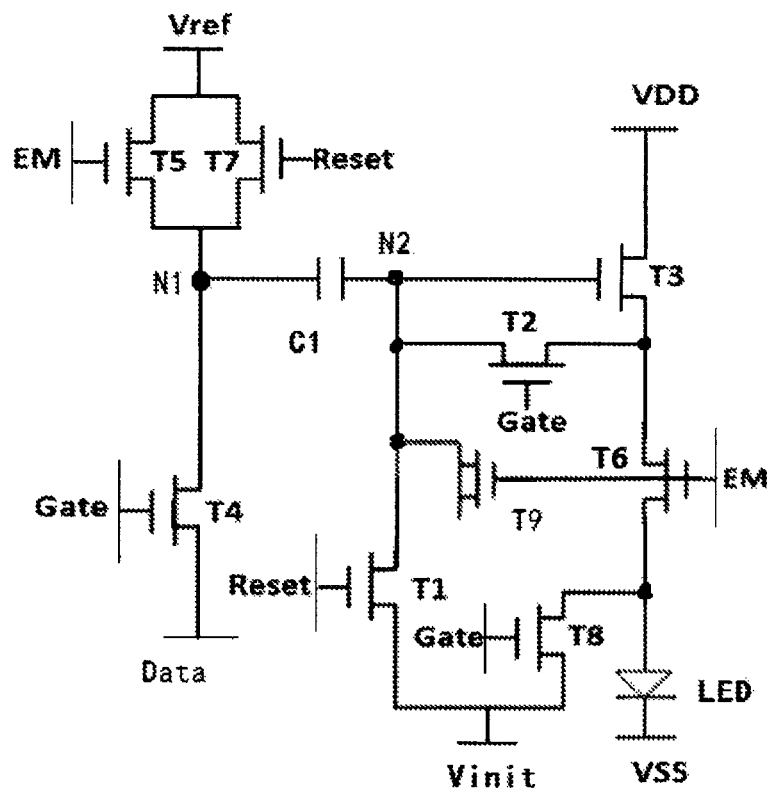 Vref
VDD
EM
T5
T7
Reset
N1
N2
T3
C1
T2
Gate
T6
EM
Gate
T4
T9
Reset
T1
Gate
T8
Data
LED
Vinit
VSS